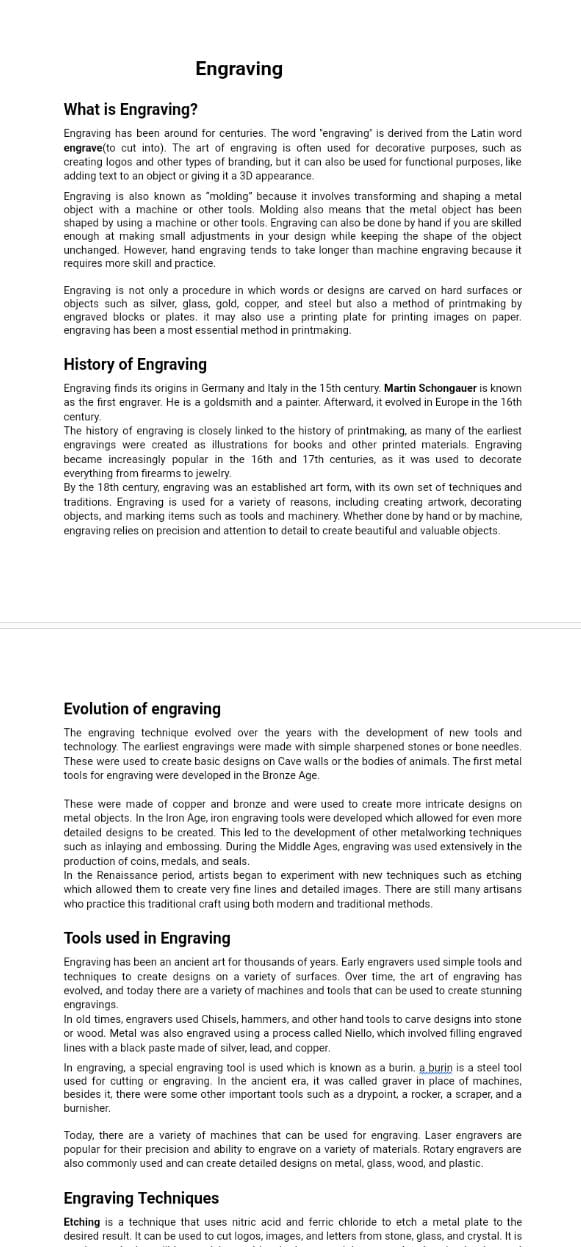 Engraving
What is Engraving?
Engraving has been around for centuries. The word "engraving" is derived from the Latin word
engrave(to cut into). The art of engraving is often used for decorative purposes, such as
creating logos and other types of branding, but it can also be used for functional purposes, like
adding text to an object or giving it a 3D appearance.
Engraving is also known as "molding" because it involves transforming and shaping a metal
object with a machine or other tools. Molding also means that the metal object has been
shaped by using a machine or other tools. Engraving can also be done by hand if you are skilled
enough at making small adjustments in your design while keeping the shape of the object
unchanged. However, hand engraving tends to take longer than machine engraving because it
requires more skill and practice.
Engraving is not only a procedure in which words or designs are carved on hard surfaces or
objects such as silver, glass, gold, copper, and steel but also a method of printmaking by
engraved blocks or plates. it may also use a printing plate for printing images on paper.
engraving has been a most essential method in printmaking.
History of Engraving
Engraving finds its origins in Germany and Italy in the 15th century. Martin Schongauer is known
as the first engraver. He is a goldsmith and a painter. Afterward, it evolved in Europe in the 16th
century.
The history of engraving is closely linked to the history of printmaking, as many of the earliest
engravings were created as illustrations for books and other printed materials. Engraving
became increasingly popular in the 16th and 17th centuries, as it was used to decorate
everything from firearms to jewelry.
By the 18th century, engraving was an established art form, with its own set of techniques and
traditions. Engraving is used for a variety of reasons, including creating artwork, decorating
objects, and marking items such as tools and machinery. Whether done by hand or by machine,
engraving relies on precision and attention to detail to create beautiful and valuable objects.
Evolution of engraving
The engraving technique evolved over the years with the development of new tools and
technology. The earliest engravings were made with simple sharpened stones or bone needles.
These were used to create basic designs on Cave walls or the bodies of animals. The first metal
tools for engraving were developed in the Bronze Age.
These were made of copper and bronze and were used to create more intricate designs on
metal objects. In the Iron Age, iron engraving tools were developed which allowed for even more
detailed designs to be created. This led to the development of other metalworking techniques
such as inlaying and embossing. During the Middle Ages, engraving was used extensively in the
production of coins, medals, and seals.
In the Renaissance period, artists began to experiment with new techniques such as etching
which allowed them to create very fine lines and detailed images. There are still many artisans
who practice this traditional craft using both modern and traditional methods.
Tools used in Engraving
Engraving has been an ancient art for thousands of years. Early engravers used simple tools and
techniques to create designs on a variety of surfaces. Over time, the art of engraving has
evolved, and today there are a variety of machines and tools that can be used to create stunning
engravings.
In old times, engravers used Chisels, hammers, and other hand tools to carve designs into stone
or wood. Metal was also engraved using a process called Niello, which involved filling engraved
lines with a black paste made of silver, lead, and copper.
In engraving, a special engraving tool is used which is known as a burin. a burin is a steel tool
used for cutting or engraving. In the ancient era, it was called graver in place of machines,
besides it, there were some other important tools such as a drypoint, a rocker, a scraper, and a
burnisher.
Today, there are a variety of machines that can be used for engraving. Laser engravers are
popular for their precision and ability to engrave on a variety of materials. Rotary engravers are
also commonly used and can create detailed designs on metal, glass, wood, and plastic.
Engraving Techniques
Etching is a technique that uses nitric acid and ferric chloride to etch a metal plate to the
desired result. It can be used to cut logos, images, and letters from stone, glass, and crystal. It is